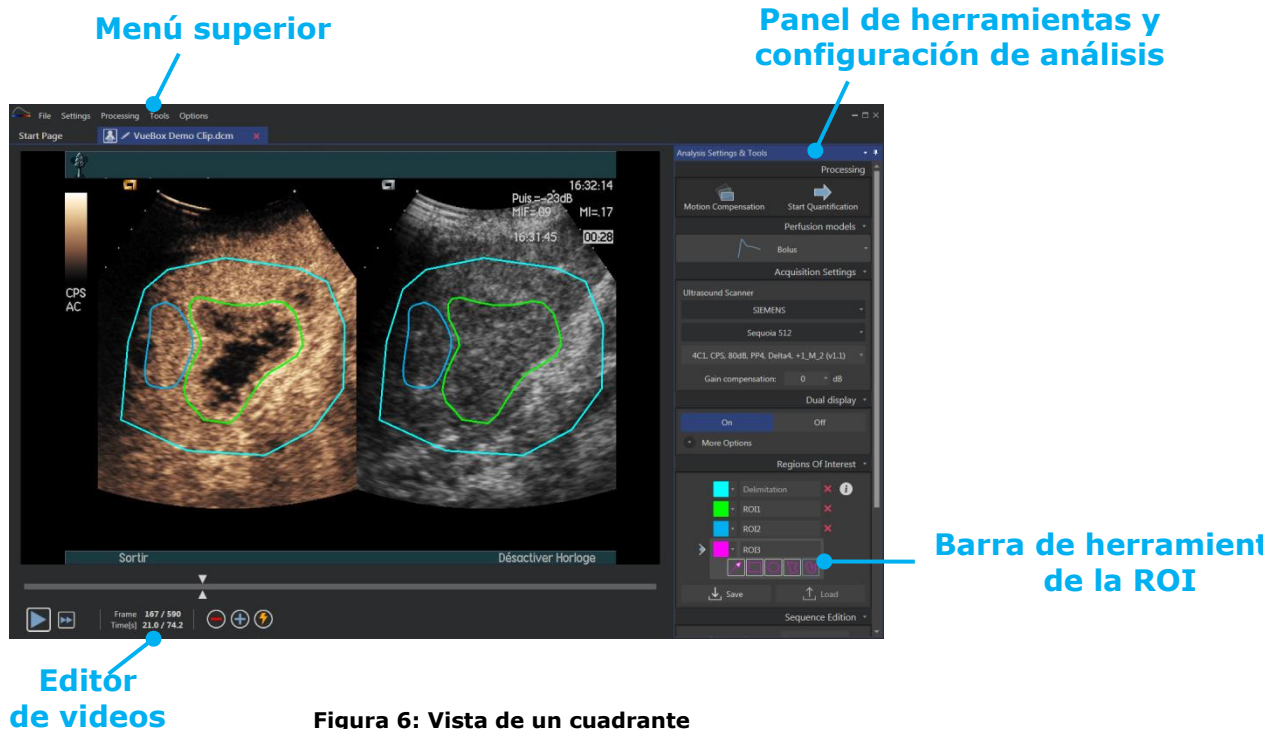 Menú superior
Panel de herramientas y
configuración de análisis
File Settings Processing Tools Options
Start Page VueBox Demo Clip.dcm
Analysis Settings & Tools
Processing
Motion Compensation Start Quantification
Perfusion models
Bolus
Acquisition Settings
Ultrasound Scanner
SIEMENS
Sequoia 512
4C1, CPS, 80dB, PP4, Delta4, +1_M_2 (v1.1)
Gain compensation: 0 dB
Dual display
On Off
More Options
Regions Of Interest
Delimitation
ROI1
ROI2
ROI3
Save Load
Sequence Edition
16:32:14
Puis.=-23dB
MIF=.09 MI=.17
16:31:45 00:28
CPS
AC
Sortir Désactiver Horloge
Frame 167 / 590
Time[s] 21.0 / 74.2
Barra de herramient
de la ROI
Editor
de videos
Figura 6: Vista de un cuadrante